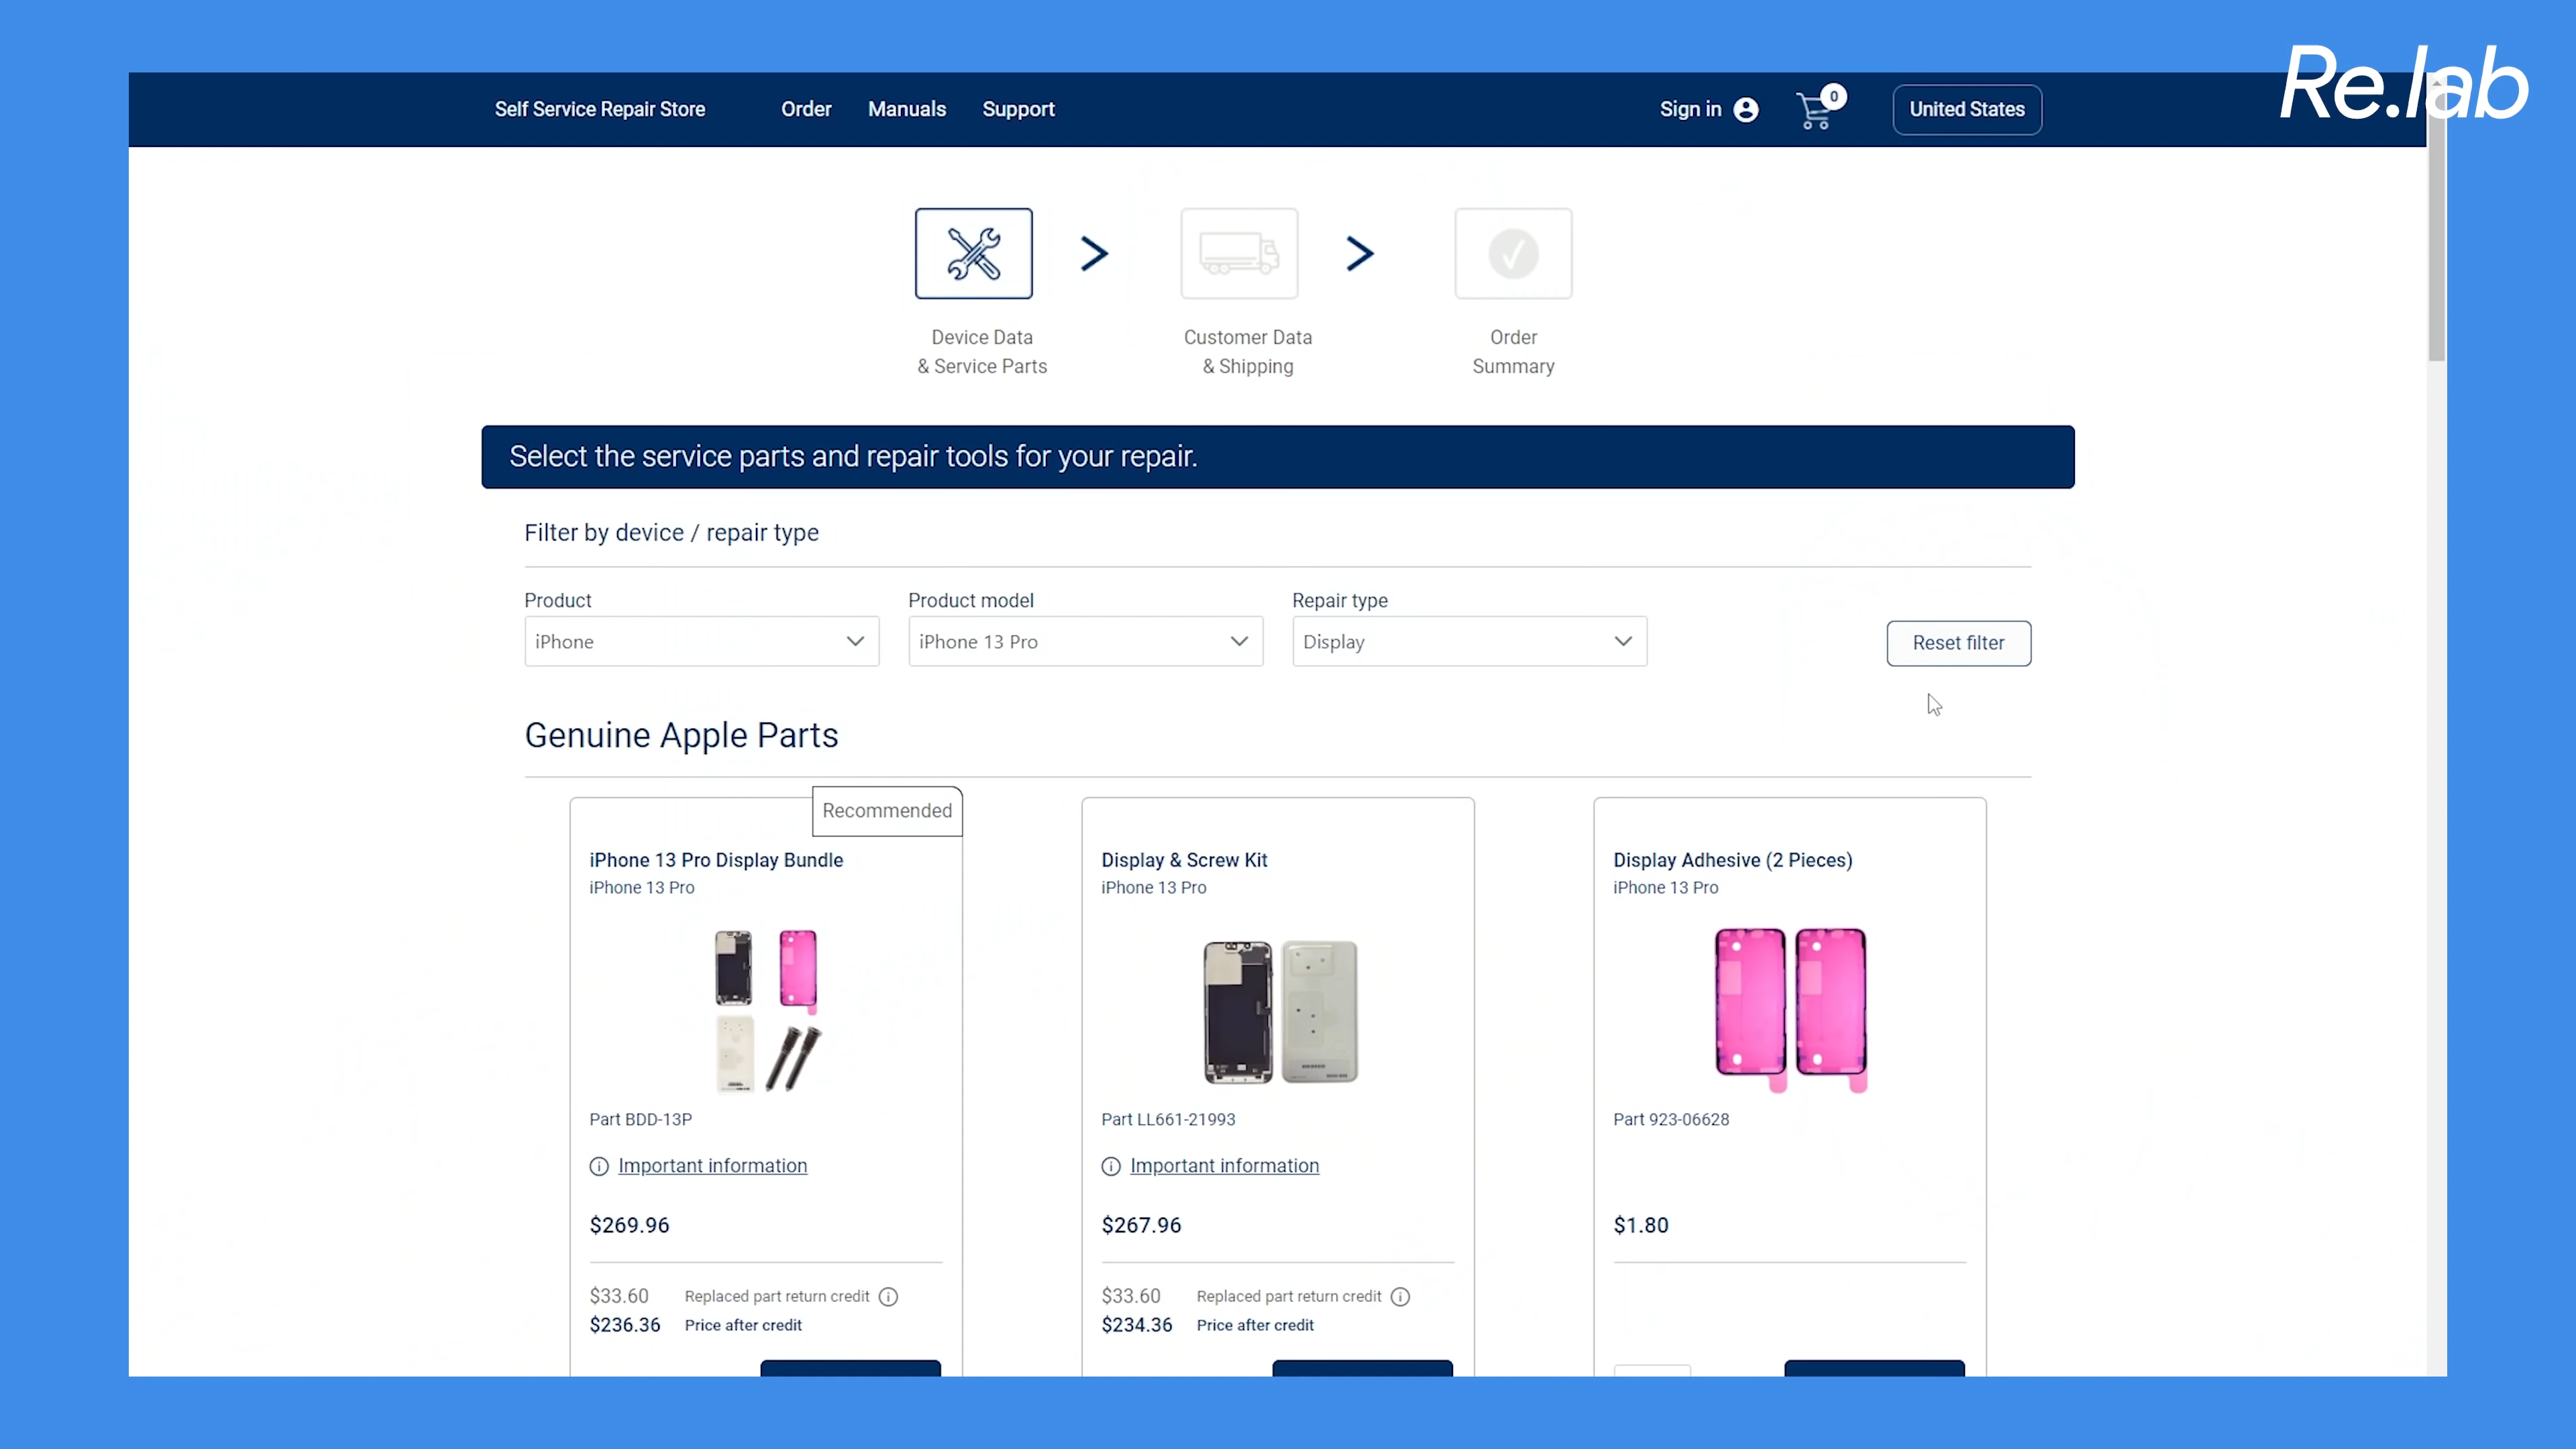 Re.lab
Self Service Repair Store Order Manuals Support Sign in 0 United States
Device Data
& Service Parts
Customer Data
& Shipping
Order
Summary
Select the service parts and repair tools for your repair.
Filter by device / repair type
Product Product model Repair type
iPhone iPhone 13 Pro Display Reset filter
Genuine Apple Parts
Recommended
iPhone 13 Pro Display Bundle
iPhone 13 Pro
Part BDD-13P
Important information
$269.96
$33.60 Replaced part return credit
$236.36 Price after credit
Display & Screw Kit
iPhone 13 Pro
Part LL661-21993
Important information
$267.96
$33.60 Replaced part return credit
$234.36 Price after credit
Display Adhesive (2 Pieces)
iPhone 13 Pro
Part 923-06628
$1.80